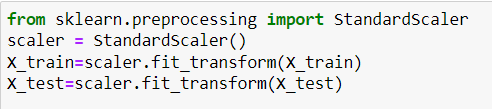 from sklearn.preprocessing import StandardScaler
scaler = StandardScaler()
X_train=scaler.fit_transform(X_train)
X_test=scaler.fit_transform(X_test)